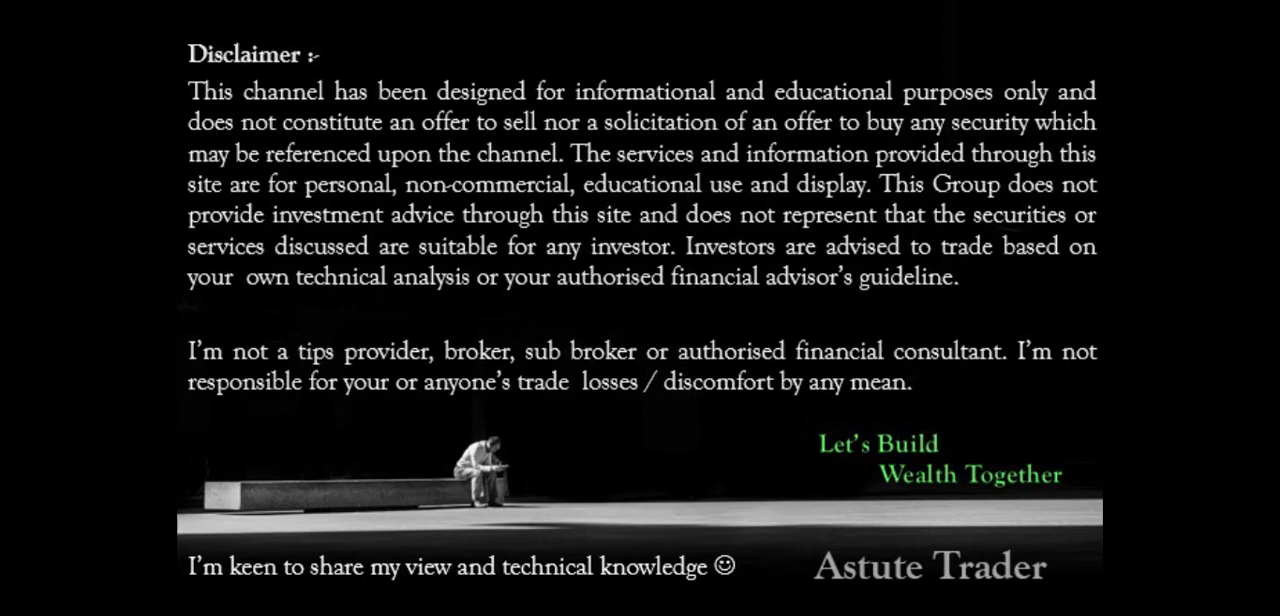 Disclaimer :-
This channel has been designed for informational and educational purposes only and
does not constitute an offer to sell nor a solicitation of an offer to buy any security which
may be referenced upon the channel. The services and information provided through this
site are for personal, non-commercial, educational use and display. This Group does not
provide investment advice through this site and does not represent that the securities or
services discussed are suitable for any investor. Investors are advised to trade based on
your own technical analysis or your authorised financial advisor's guideline.
I'm not a tips provider, broker, sub broker or authorised financial consultant. I'm not
responsible for your or anyone's trade losses / discomfort by any mean.
Let's Build
Wealth Together
I'm keen to share my view and technical knowledge ☺
Astute Trader